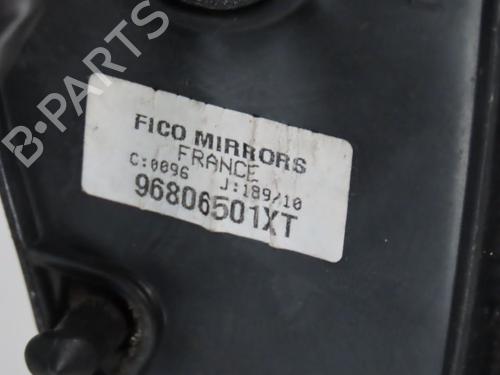 FICO MIRRORS
FRANCE
C:0096 J:189/10
96806501XT
B-PARTS